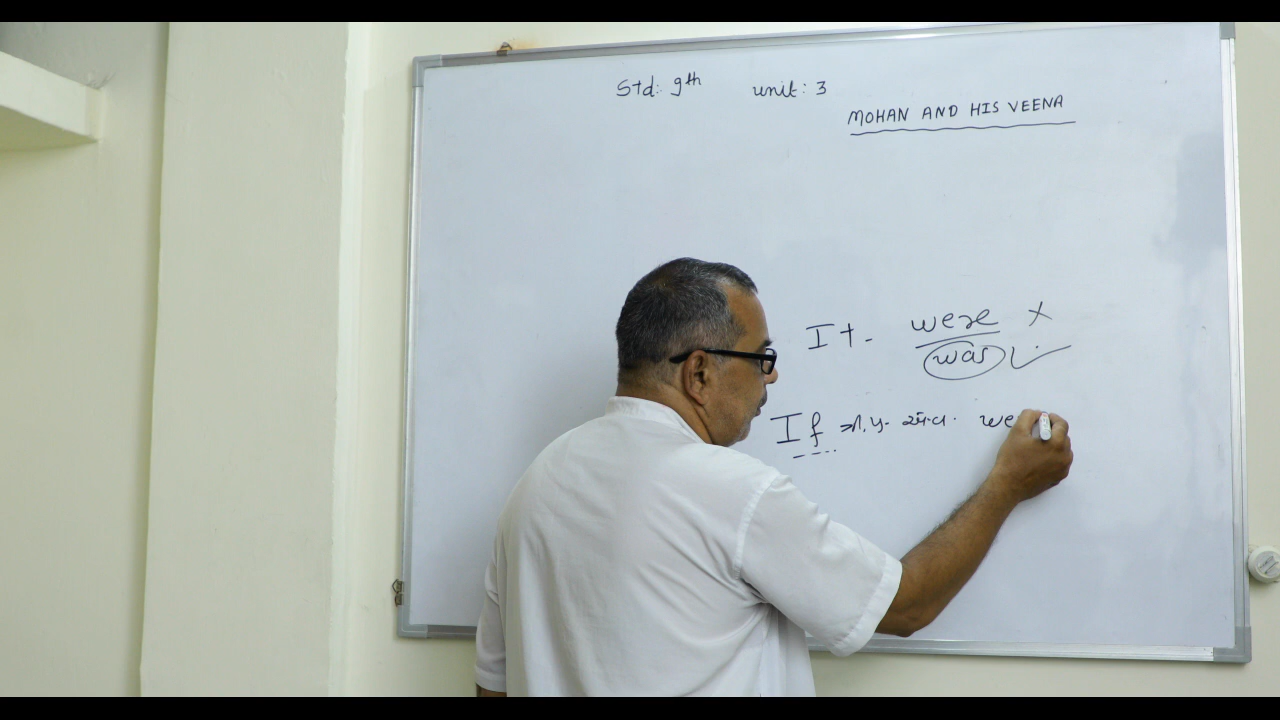 Std: 9th unit: 3
MOHAN AND HIS VEENA
It - were ×
was ✓
If we